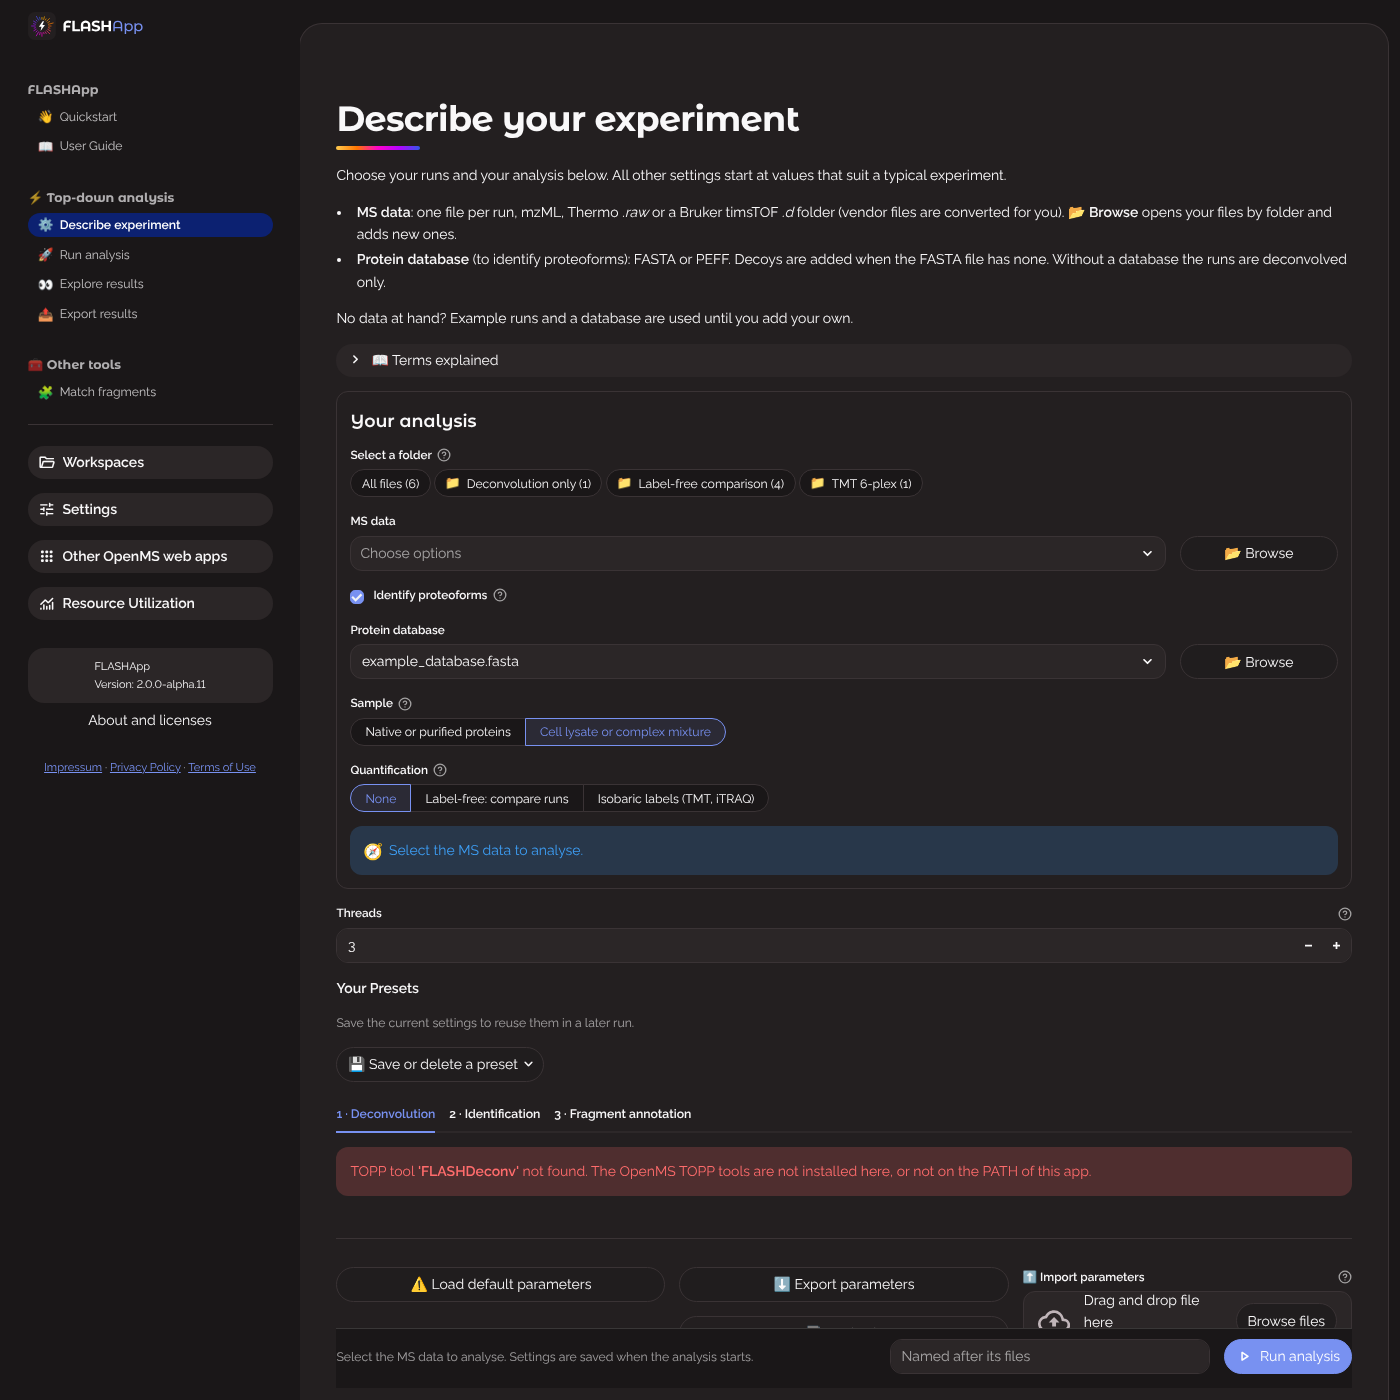 FLASHApp
FLASHApp
Quickstart
User Guide
Top-down analysis
Describe experiment
Run analysis
Explore results
Export results
Other tools
Match fragments
Workspaces
Settings
Other OpenMS web apps
Resource Utilization
FLASHApp
Version: 2.0.0-alpha.11
About and licenses
Impressum · Privacy Policy · Terms of Use
Describe your experiment
Choose your runs and your analysis below. All other settings start at values that suit a typical experiment.
• MS data: one file per run, mzML, Thermo .raw or a Bruker timsTOF .d folder (vendor files are converted for you). 📂 Browse opens your files by folder and
adds new ones.
• Protein database (to identify proteoforms): FASTA or PEFF. Decoys are added when the FASTA file has none. Without a database the runs are deconvolved
only.
No data at hand? Example runs and a database are used until you add your own.
Terms explained
Your analysis
Select a folder
All files (6) Deconvolution only (1) Label-free comparison (4) TMT 6-plex (1)
MS data
Choose options
Browse
Identify proteoforms
Protein database
example_database.fasta
Browse
Sample
Native or purified proteins Cell lysate or complex mixture
Quantification
None Label-free: compare runs Isobaric labels (TMT, iTRAQ)
Select the MS data to analyse.
Threads
3
Your Presets
Save the current settings to reuse them in a later run.
Save or delete a preset
1 · Deconvolution 2 · Identification 3 · Fragment annotation
TOPP tool 'FLASHDeconv' not found. The OpenMS TOPP tools are not installed here, or not on the PATH of this app.
Load default parameters
Export parameters
Import parameters
Drag and drop file
here
Browse files
Select the MS data to analyse. Settings are saved when the analysis starts.
Named after its files
Run analysis